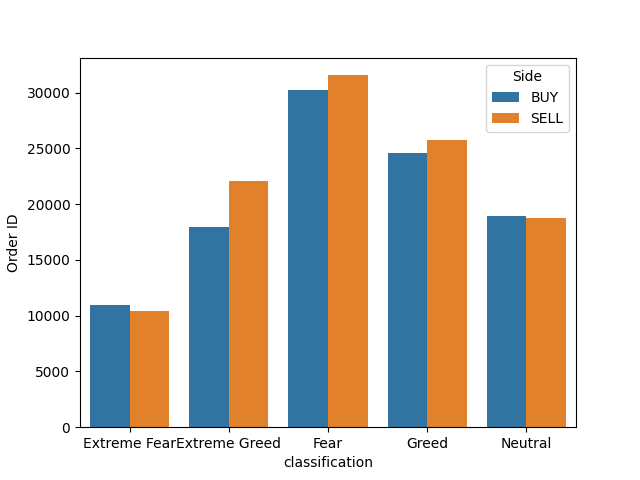 Side
BUY
SELL
30000
25000
20000
15000
10000
5000
0
Order ID
Extreme Fear Extreme Greed Fear Greed Neutral
classification